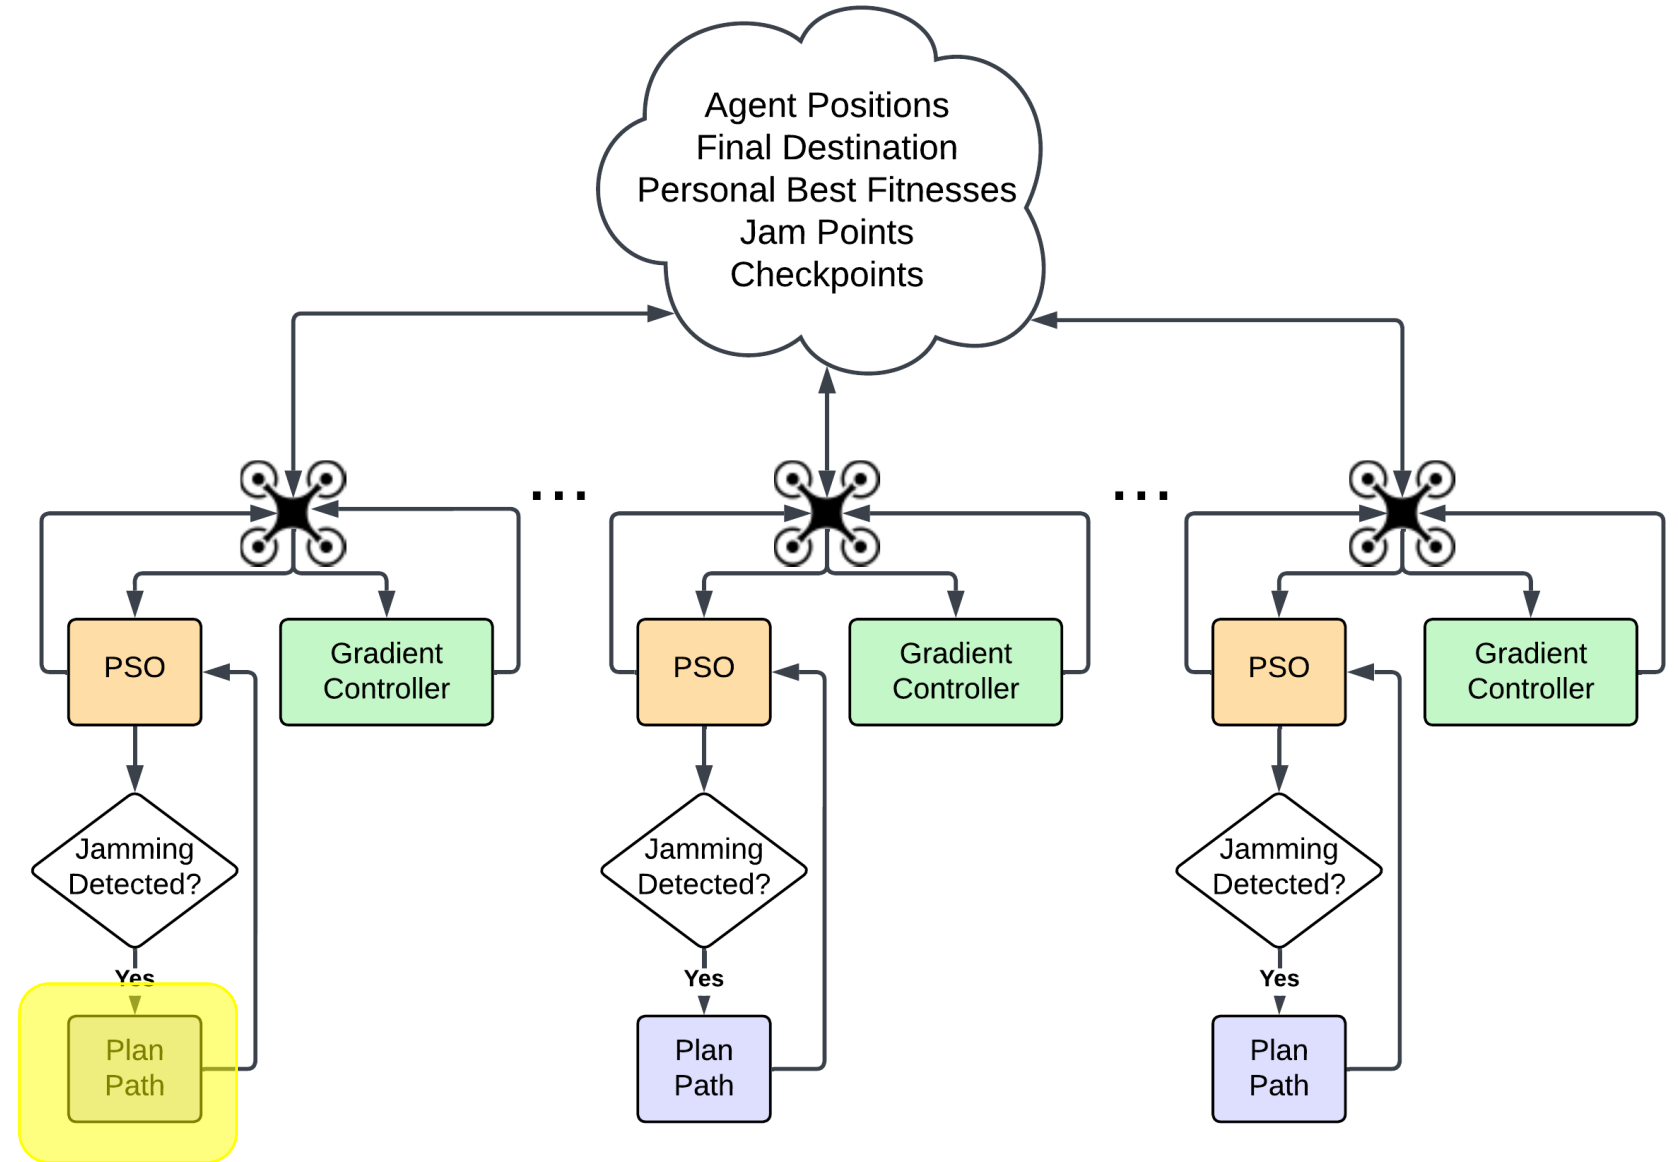 Agent Positions
Final Destination
Personal Best Fitnesses
Jam Points
Checkpoints
...
...
PSO
Gradient
Controller
PSO
Gradient
Controller
PSO
Gradient
Controller
Jamming
Detected?
Jamming
Detected?
Jamming
Detected?
Yes
Yes
Yes
Plan
Path
Plan
Path
Plan
Path